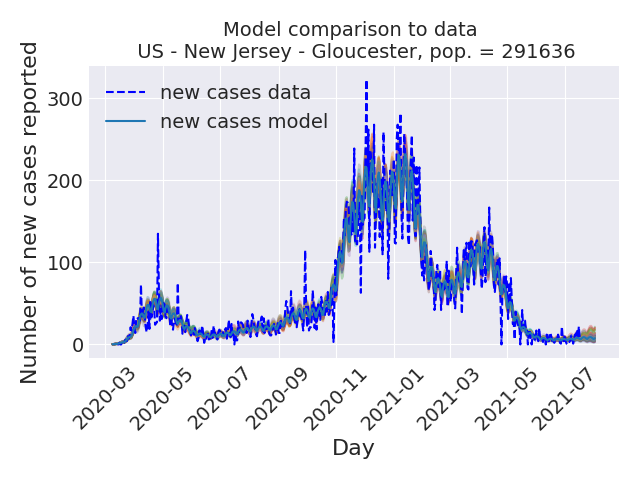 Model comparison to data
US - New Jersey - Gloucester, pop. = 291636
Number of new cases reported
300
200
100
0
new cases data
new cases model
2020-03
2020-05
2020-07
2020-09
2020-11
2021-01
2021-03
2021-05
2021-07
Day